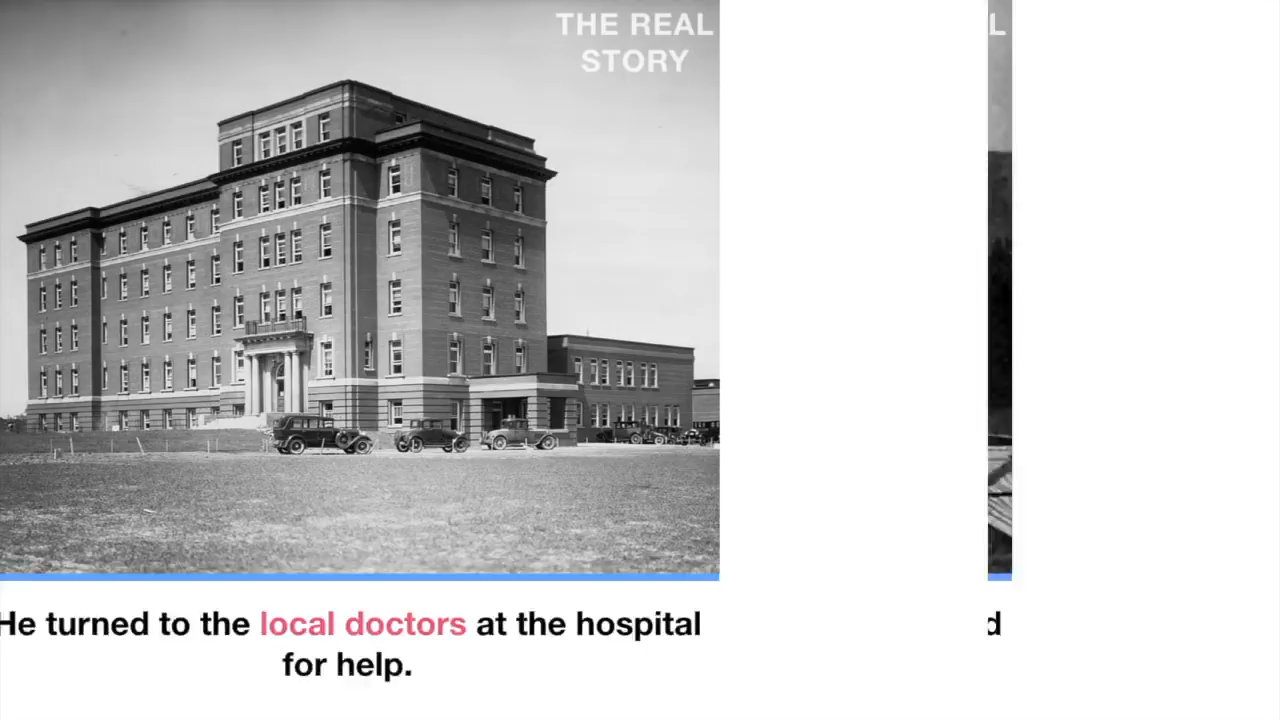 THE REAL
STORY
L
He turned to the local doctors at the hospital
for help.
d